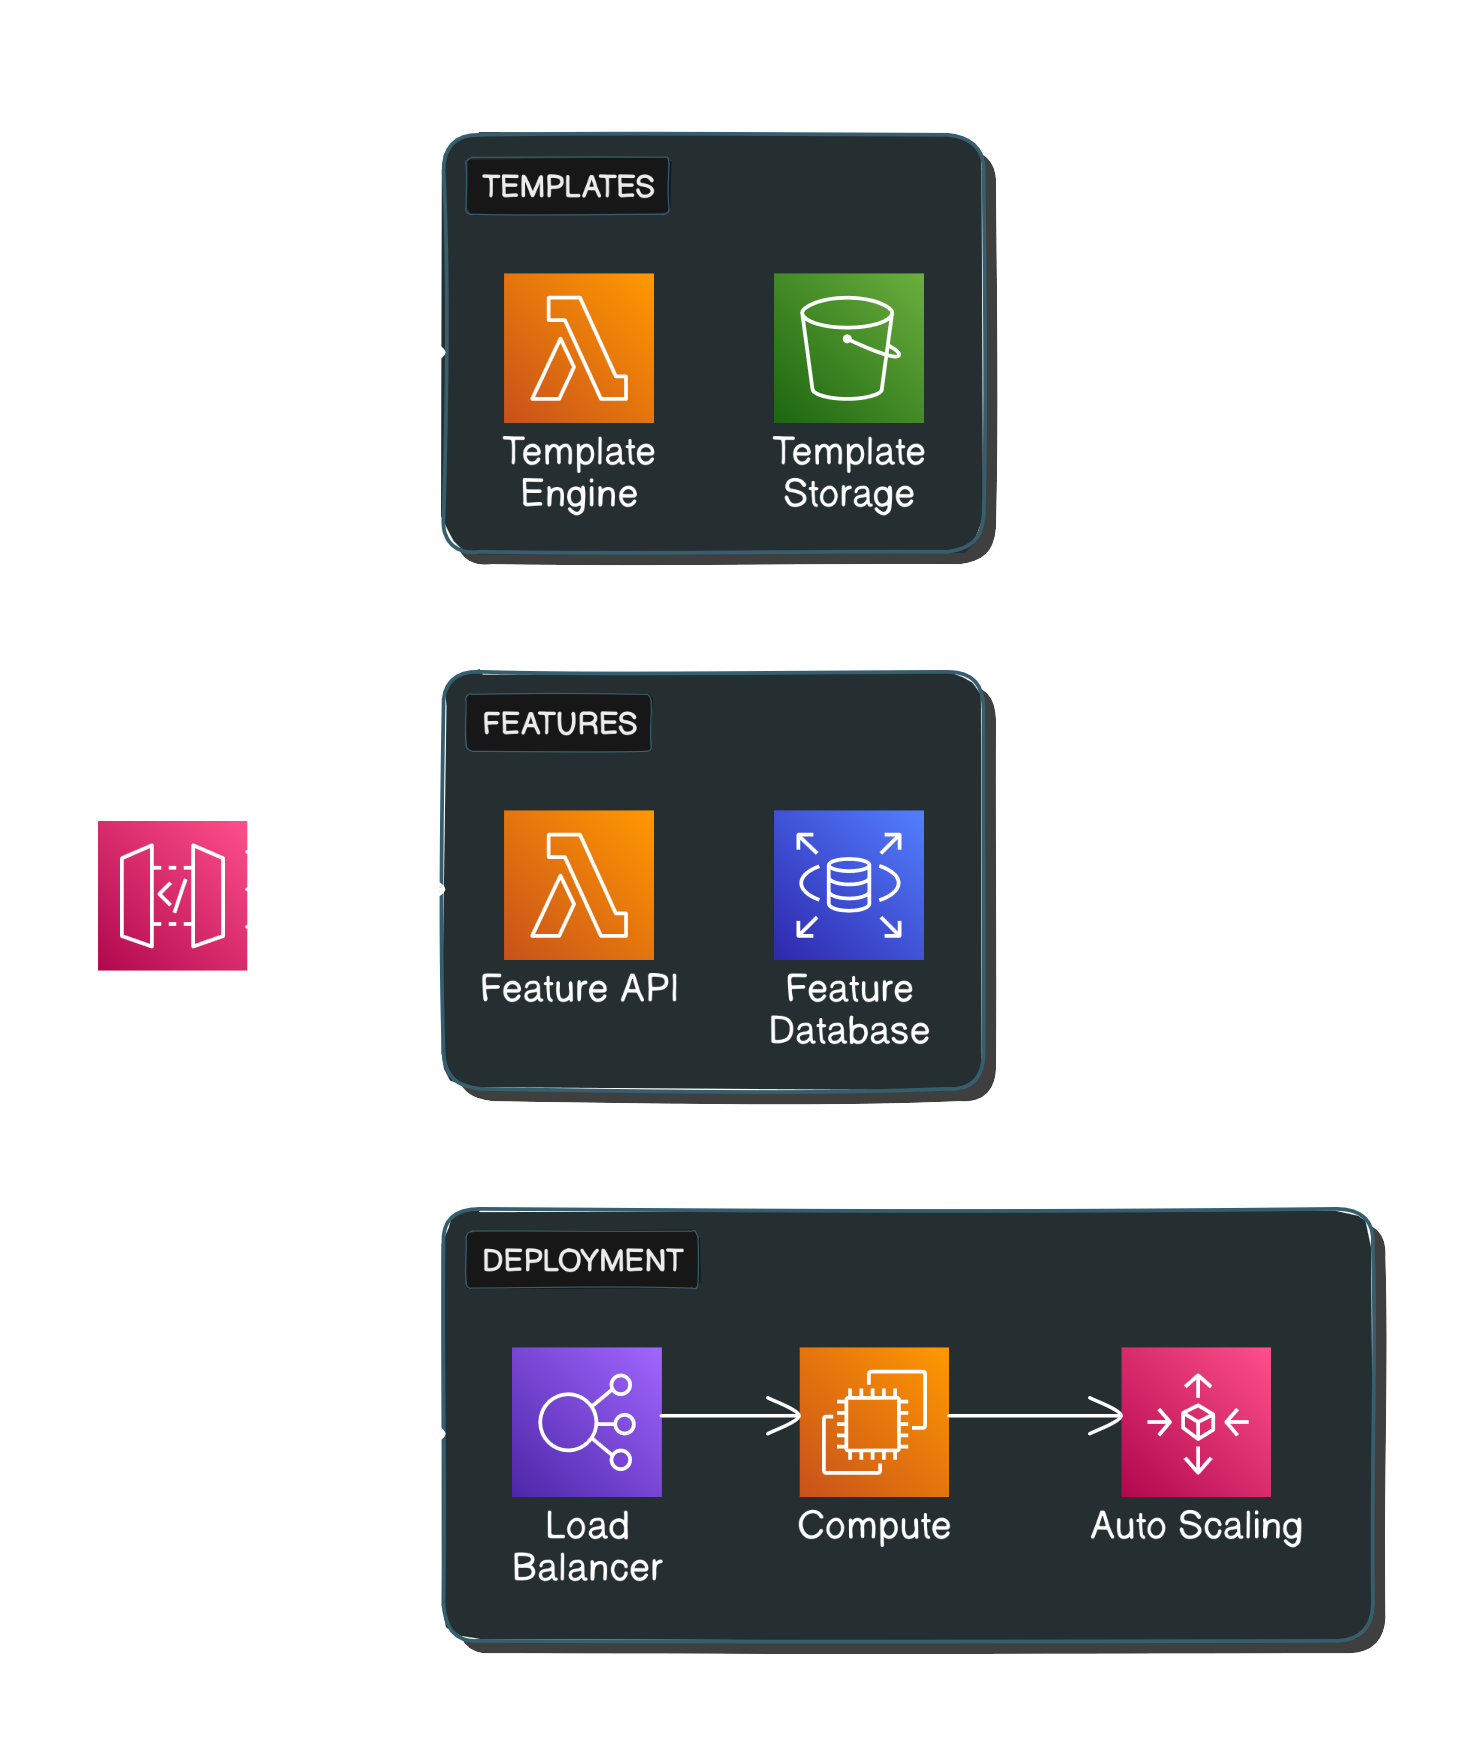 TEMPLATES
Template
Engine
Template
Storage
FEATURES
Feature API
Feature
Database
DEPLOYMENT
Load
Balancer
Compute
Auto Scaling